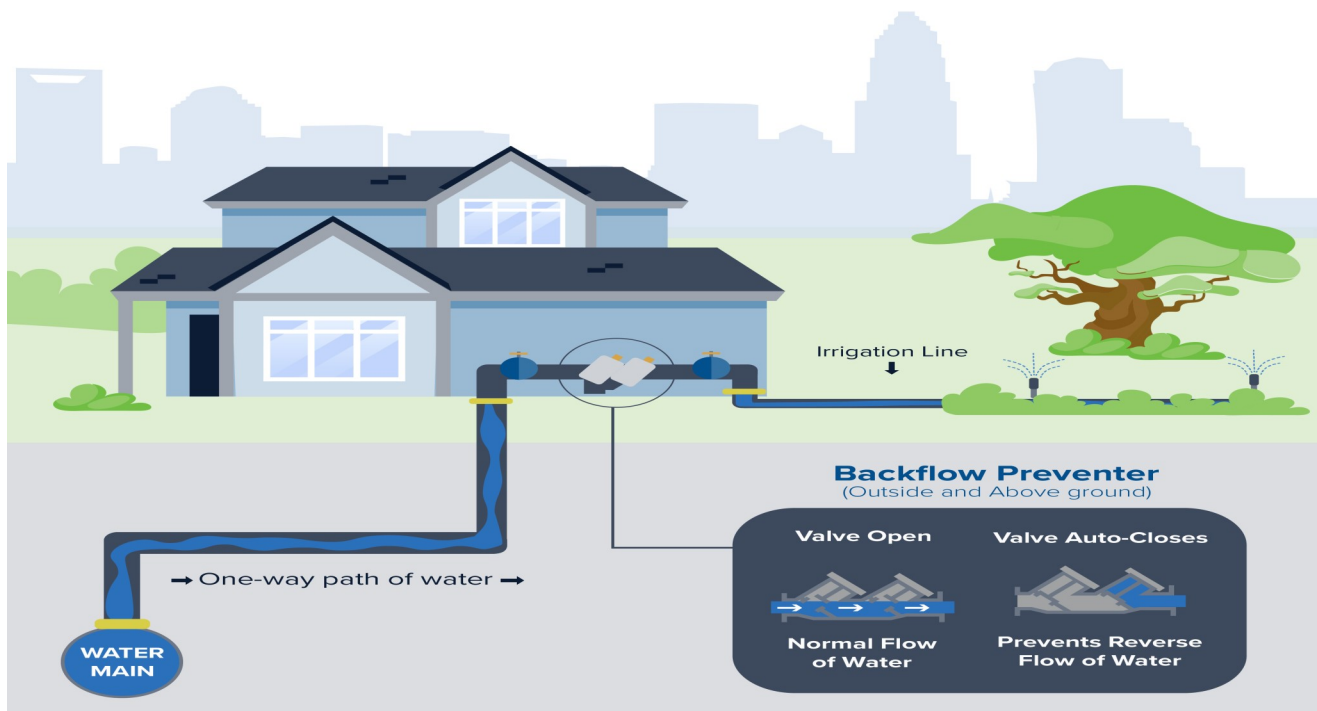 Irrigation Line
Backflow Preventer
(Outside and Above ground)
Valve Open
Valve Auto-Closes
One-way path of water
Normal Flow
of Water
Prevents Reverse
Flow of Water
WATER
MAIN